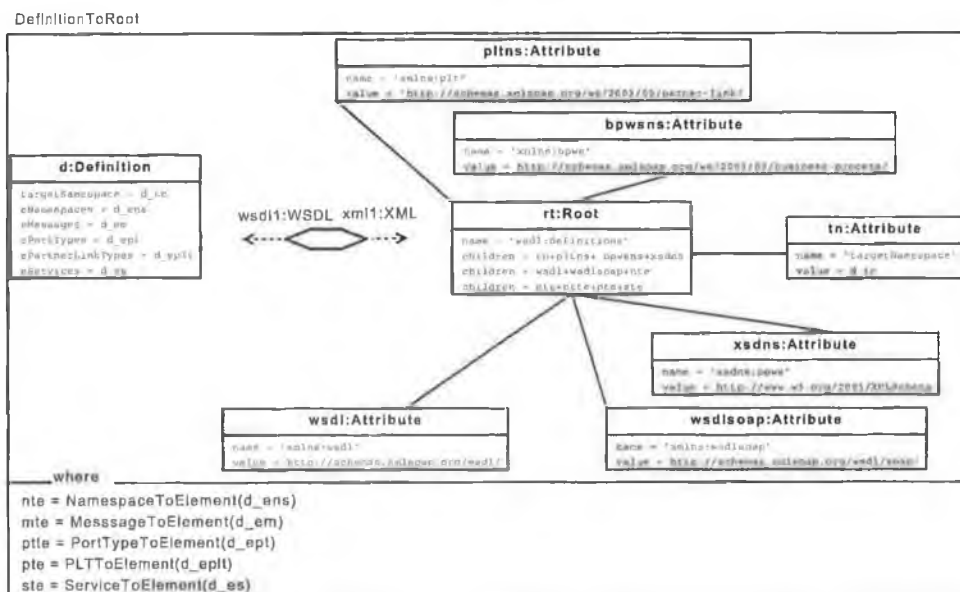 DefinitionToRoot
pltns:Attribute
name = 'xmlns:plt'
value = 'http://schemas.xmlsoap.org/ws/2003/05/partner-link/
bpwsns:Attribute
name = 'xmlns:bpws'
value = http://schemas.xmlsoap.org/ws/2003/03/business-process/
d:Definition
targetNamespace = d_tn
eNamespaces = d_ens
eMessages = d_em
ePortTypes = d_ept
ePartnerLinkTypes = d_eplt
eServices = d_es
wsdl1:WSDL xml1:XML
rt:Root
name = 'wsdl:definitions'
children = tn+pltns+ bpwsns+xsdns
children = wsdl+wsdlsoap+nte
children =
tn:Attribute
name = 'targetNamespace'
value = d_tn
xsdns:Attribute
name =
value = http://www.w3.org/2001/XMLSchema
wsdl:Attribute
name = 'xmlns:wsdl'
value = http://schemas.xmlsoap.org/wsdl/
wsdlsoap:Attribute
name = 'xmlns:wsdlsoap'
value = http://schemas.xmlsoap.org/wsdl/soap/
where
nte = NamespaceToElement(d_ens)
mte = MesssageToElement(d_em)
ptte = PortTypeToElement(d_ept)
pte = PLTToElement(d_eplt)
ste = ServiceToElement(d_es)